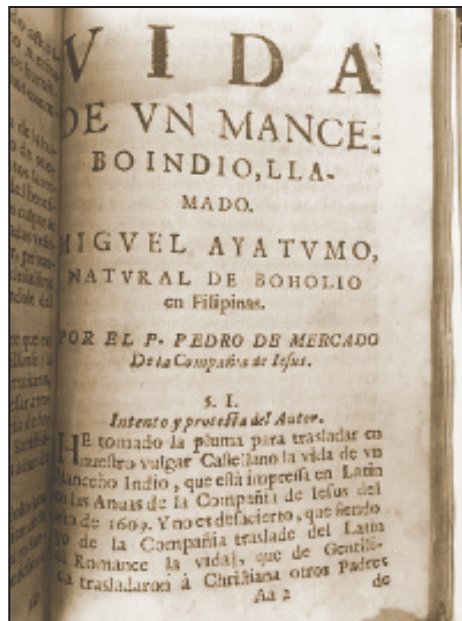 VIDA
DE VN MANCE-
BO INDIO, LLA-
MADO.
MIGVEL AYATVMO,
NATVRAL DE BOHOLIO
en Filipinas.
POR EL P. PEDRO DE MERCADO
De la Compañia de Iesus.
§. I.
Intento y protesta del Autor.
HE tomado la pluma para trasladar en
nuestro vulgar Castellano la vida de vn
Mancebo Indio, que està impressa en Latin
en las Anuas de la Compañia de Iesus del
año de 1609. Y no es desacierto, que siendo
Yo de la Compañia traslade del Latin
al Romance la vida, que de Gentili-
trasladaron à Christiana otros Padres
Aa 2 de